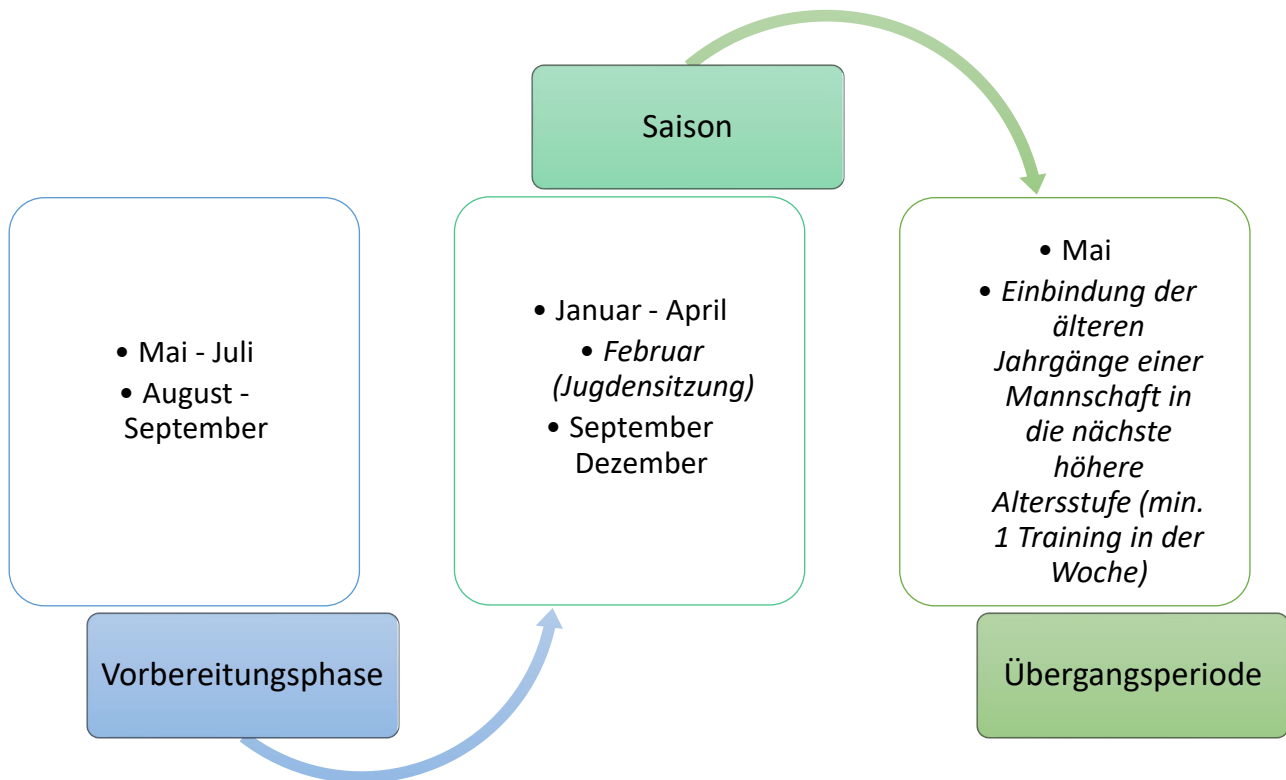 • Mai - Juli
• August -
September
Vorbereitungsphase
Saison
• Januar - April
• Februar
(Jugdensitzung)
• September
Dezember
• Mai
• Einbindung der
älteren
Jahrgänge einer
Mannschaft in
die nächste
höhere
Altersstufe (min.
1 Training in der
Woche)
Übergangsperiode